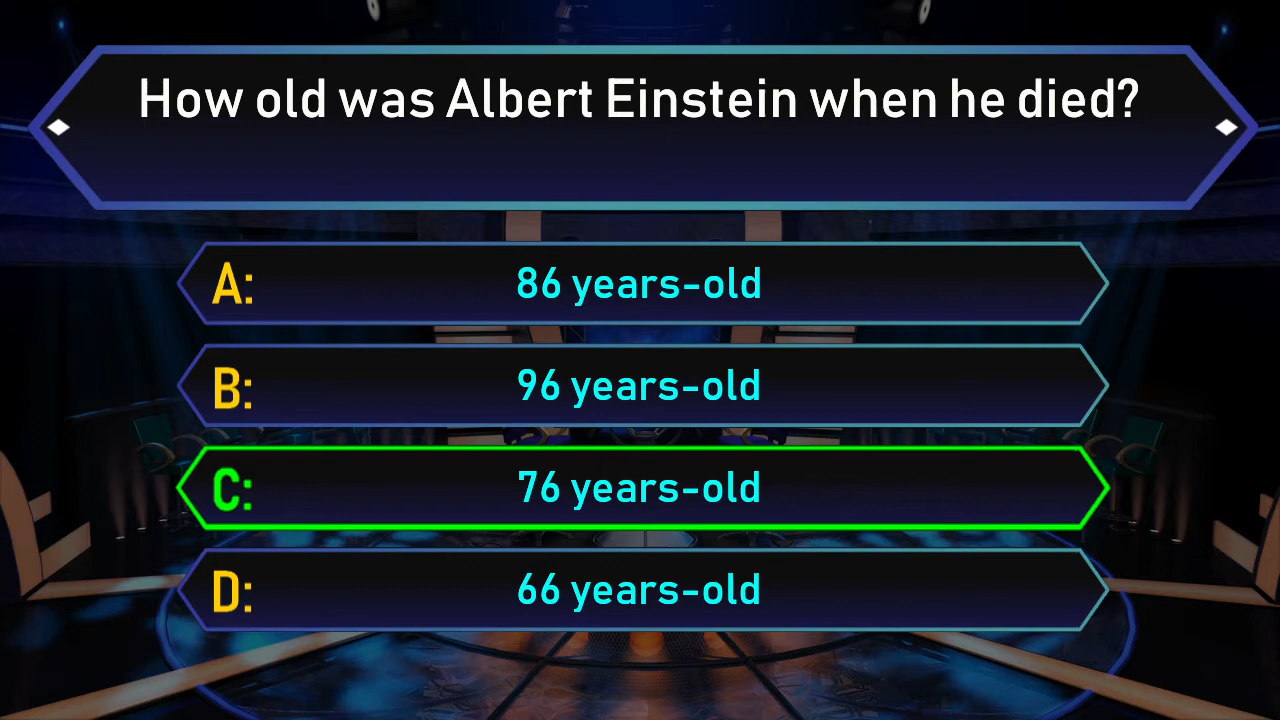 How old was Albert Einstein when he died?
A: 86 years-old
B: 96 years-old
C: 76 years-old
D: 66 years-old